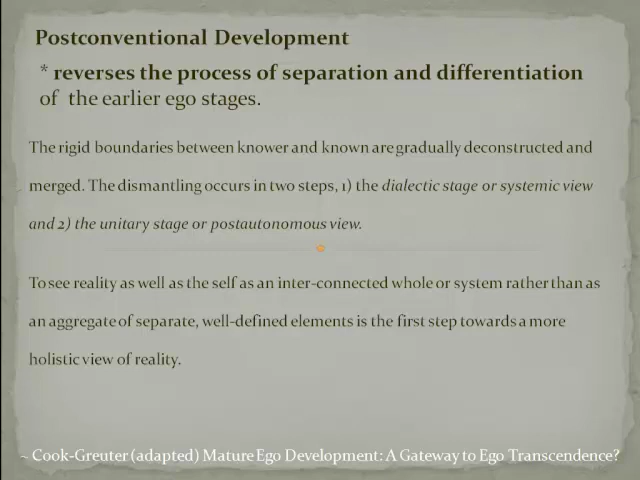 Postconventional Development
* reverses the process of separation and differentiation
of the earlier ego stages.
The rigid boundaries between knower and known are gradually deconstructed and
merged. The dismantling occurs in two steps, 1) the dialectic stage or systemic view
and 2) the unitary stage or postautonomous view.
To see reality as well as the self as an inter-connected whole or system rather than as
an aggregate of separate, well-defined elements is the first step towards a more
holistic view of reality.
~ Cook-Greuter (adapted) Mature Ego Development: A Gateway to Ego Transcendence?